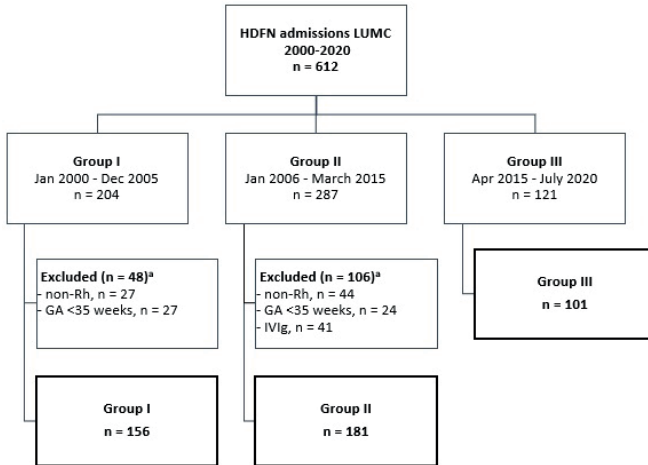 HDFN admissions LUMC
2000-2020
n = 612
Group I
Jan 2000 - Dec 2005
n = 204
Group II
Jan 2006 - March 2015
n = 287
Group III
Apr 2015 - July 2020
n = 121
Excluded (n = 48)ᵃ
- non-Rh, n = 27
- GA <35 weeks, n = 27
Excluded (n = 106)ᵃ
- non-Rh, n = 44
- GA <35 weeks, n = 24
- IVIg, n = 41
Group III
n = 101
Group I
n = 156
Group II
n = 181